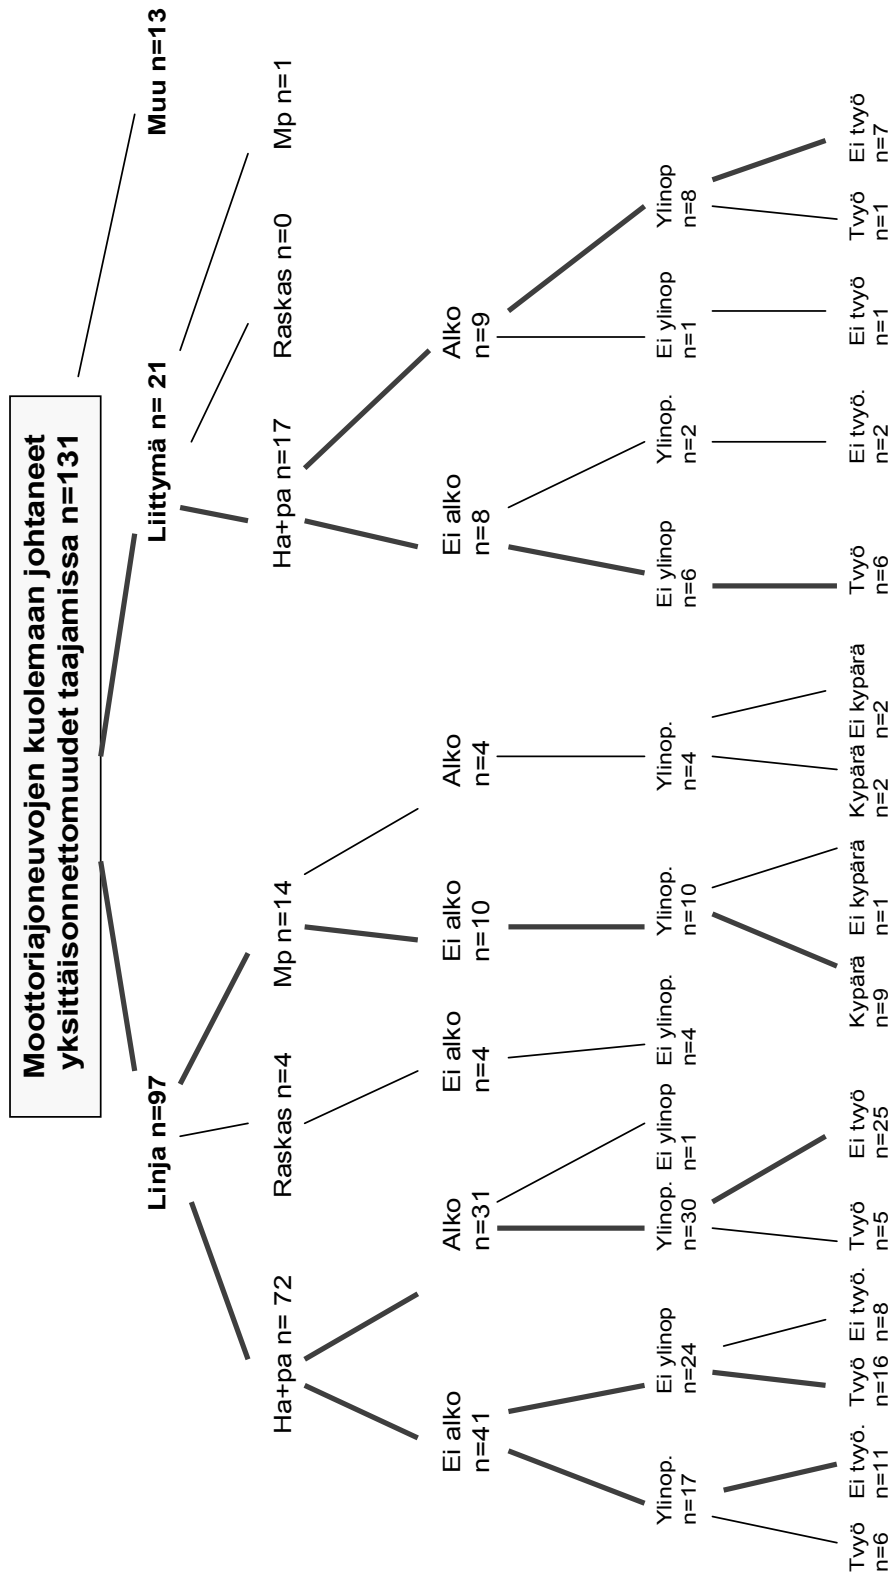 Moottoriajoneuvojen kuolemaan johtaneet
yksittäisonnettomuudet taajamissa n=131
Linja n=97
Liittymä n= 21
Muu n=13
Ha+pa n= 72
Raskas n=4
Mp n=14
Ha+pa n=17
Raskas n=0
Mp n=1
Ei alko
n=41
Alko
n=31
Ei alko
n=4
Ei alko
n=10
Alko
n=4
Ei alko
n=8
Alko
n=9
Ylinop.
n=17
Ei ylinop
n=24
Ylinop.
n=30
Ei ylinop
n=1
Ei ylinop.
n=4
Ylinop.
n=10
Ylinop.
n=4
Ei ylinop
n=6
Ylinop.
n=2
Ei ylinop
n=1
Ylinop
n=8
Tvyö
n=6
Ei tvyö.
n=11
Tvyö
n=16
Ei tvyö.
n=8
Tvyö
n=5
Ei tvyö
n=25
Kypärä
n=9
Ei kypärä
n=1
Kypärä
n=2
Ei kypärä
n=2
Tvyö
n=6
Ei tvyö.
n=2
Ei tvyö
n=1
Tvyö
n=1
Ei tvyö
n=7